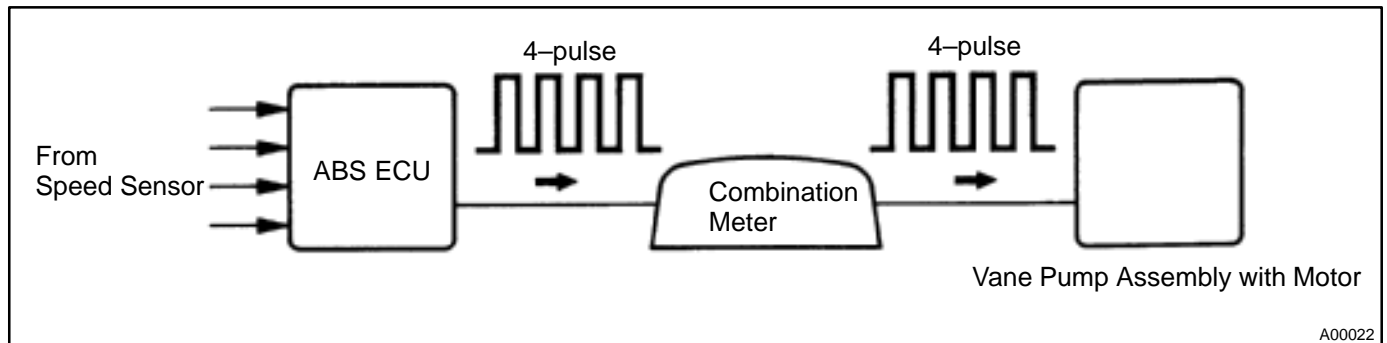 4–pulse
4–pulse
From
Speed Sensor
ABS ECU
Combination
Meter
Vane Pump Assembly with Motor
A00022